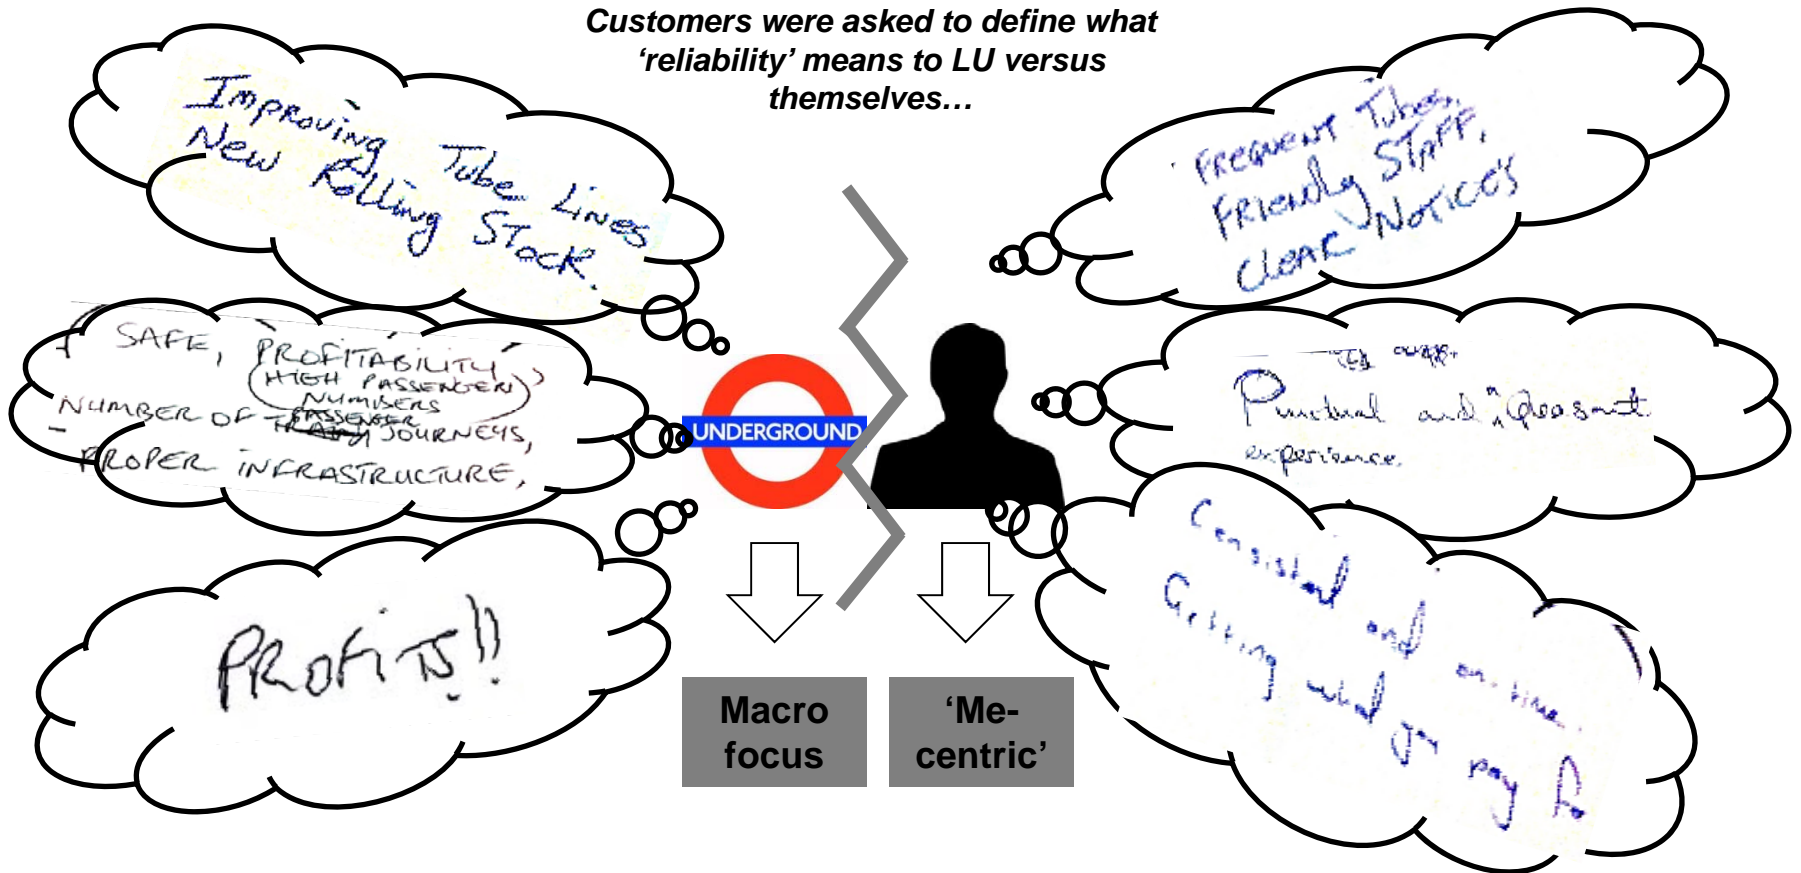 Customers were asked to define what
‘reliability’ means to LU versus
themselves…
Improving Tube Lines
New Rolling Stock.
SAFE, PROFITABILITY,
(HIGH PASSENGER)
NUMBERS
PASSENGER
NUMBER OF JOURNEYS,
- PROPER INFRASTRUCTURE,
PROFITS!!
FREQUENT Tubes,
FRIENDLY STAFF,
CLEAR NOTICE'S
Punctual and "pleasant
experience
Consistent and on-time.
Getting what you pay for
UNDERGROUND
Macro
focus
‘Me-
centric’